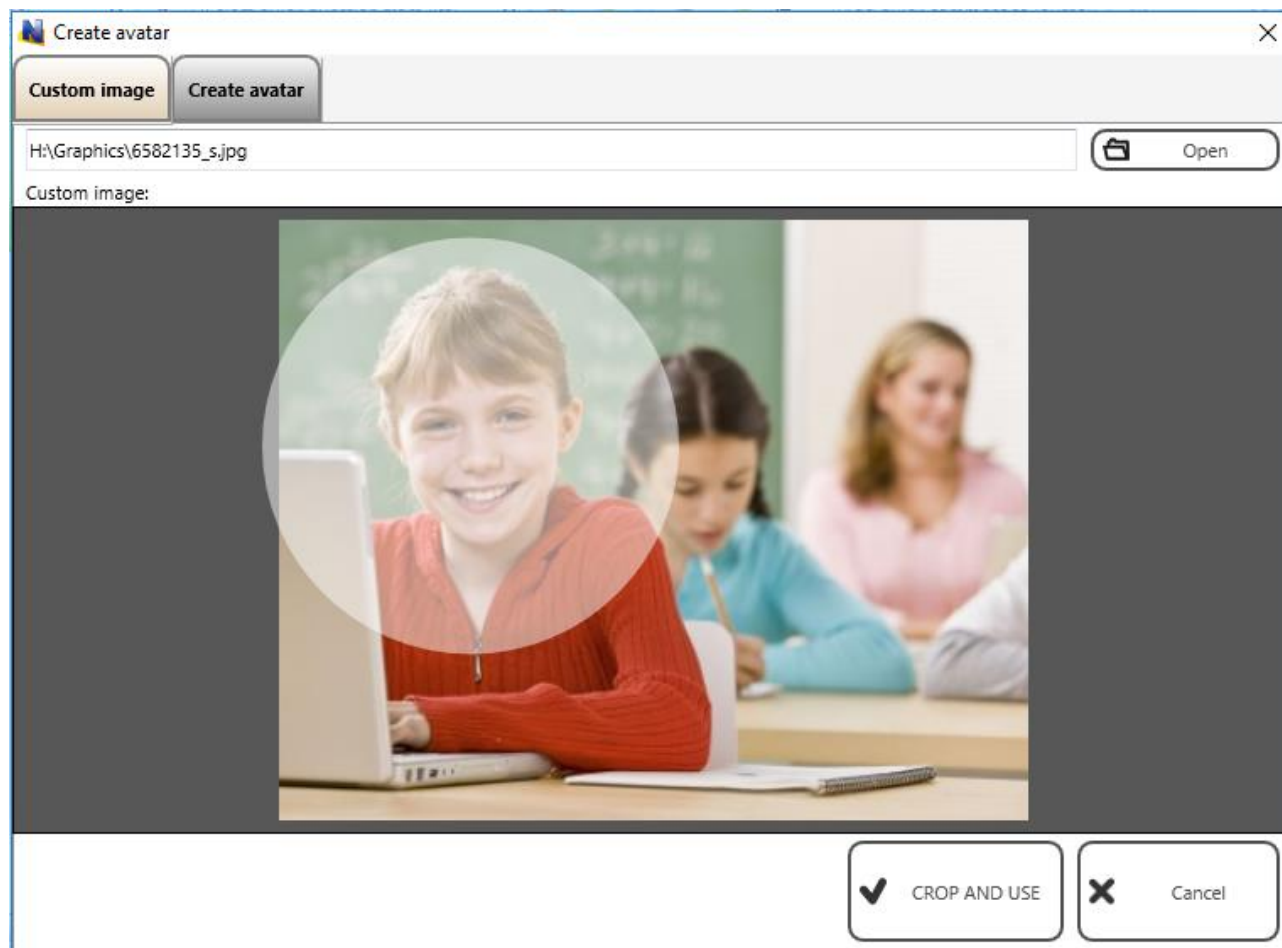 Create avatar
Custom image
Create avatar
H:\Graphics\6582135_s.jpg
Open
Custom image:
CROP AND USE
Cancel